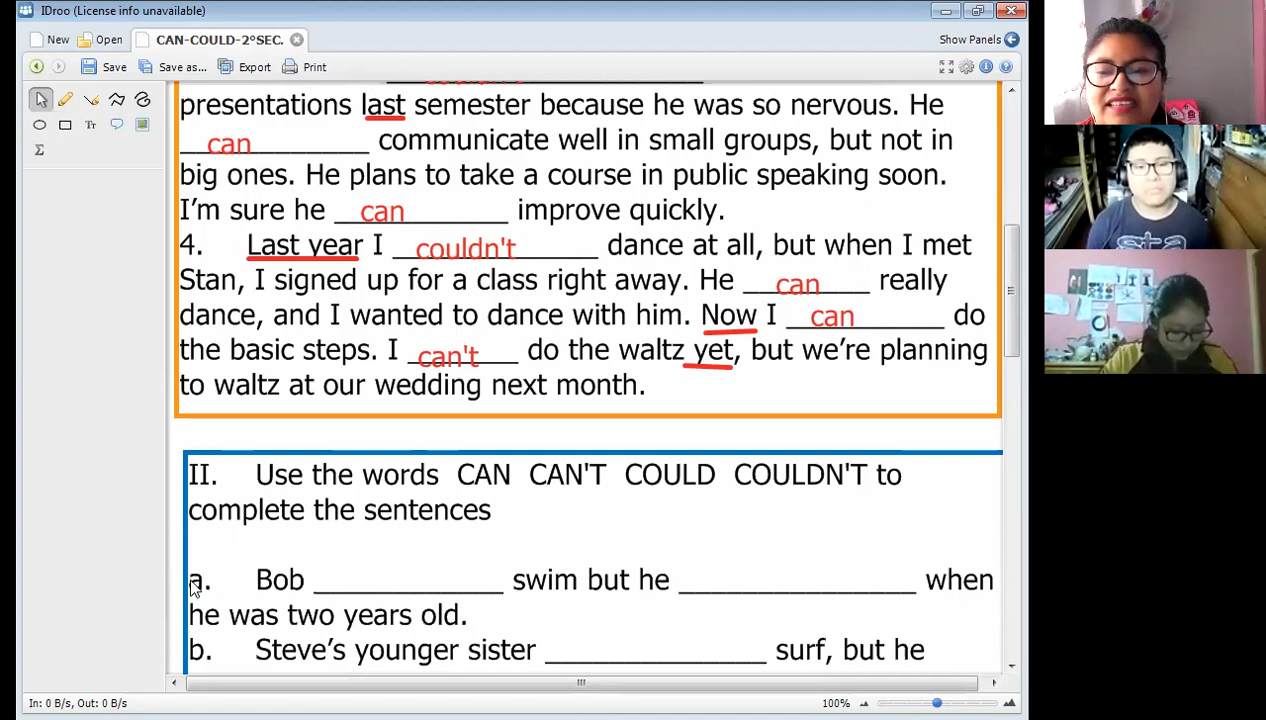 IDroo (License info unavailable)
New Open CAN-COULD-2°SEC. Show Panels
Save Save as... Export Print
presentations last semester because he was so nervous. He
can communicate well in small groups, but not in
big ones. He plans to take a course in public speaking soon.
I'm sure he can improve quickly.
4. Last year I couldn't dance at all, but when I met
Stan, I signed up for a class right away. He can really
dance, and I wanted to dance with him. Now I can do
the basic steps. I can't do the waltz yet, but we're planning
to waltz at our wedding next month.
II. Use the words CAN CAN'T COULD COULDN'T to
complete the sentences
a. Bob ____________ swim but he _______________ when
he was two years old.
b. Steve's younger sister ______________ surf, but he
In: 0 B/s, Out: 0 B/s 100%